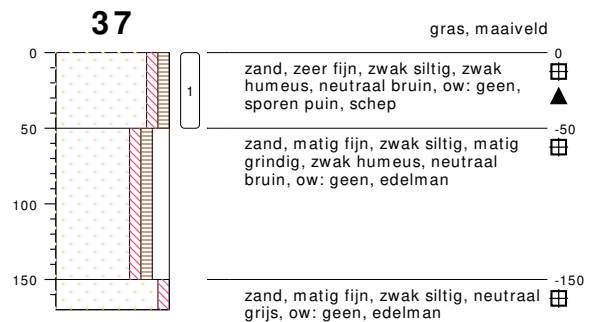 37
gras, maaiveld
0
0
zand, zeer fijn, zwak siltig, zwak
humeus, neutraal bruin, ow: geen,
sporen puin, schep
1
50
-50
zand, matig fijn, zwak siltig, matig
grindig, zwak humeus, neutraal
bruin, ow: geen, edelman
100
150
-150
zand, matig fijn, zwak siltig, neutraal
grijs, ow: geen, edelman